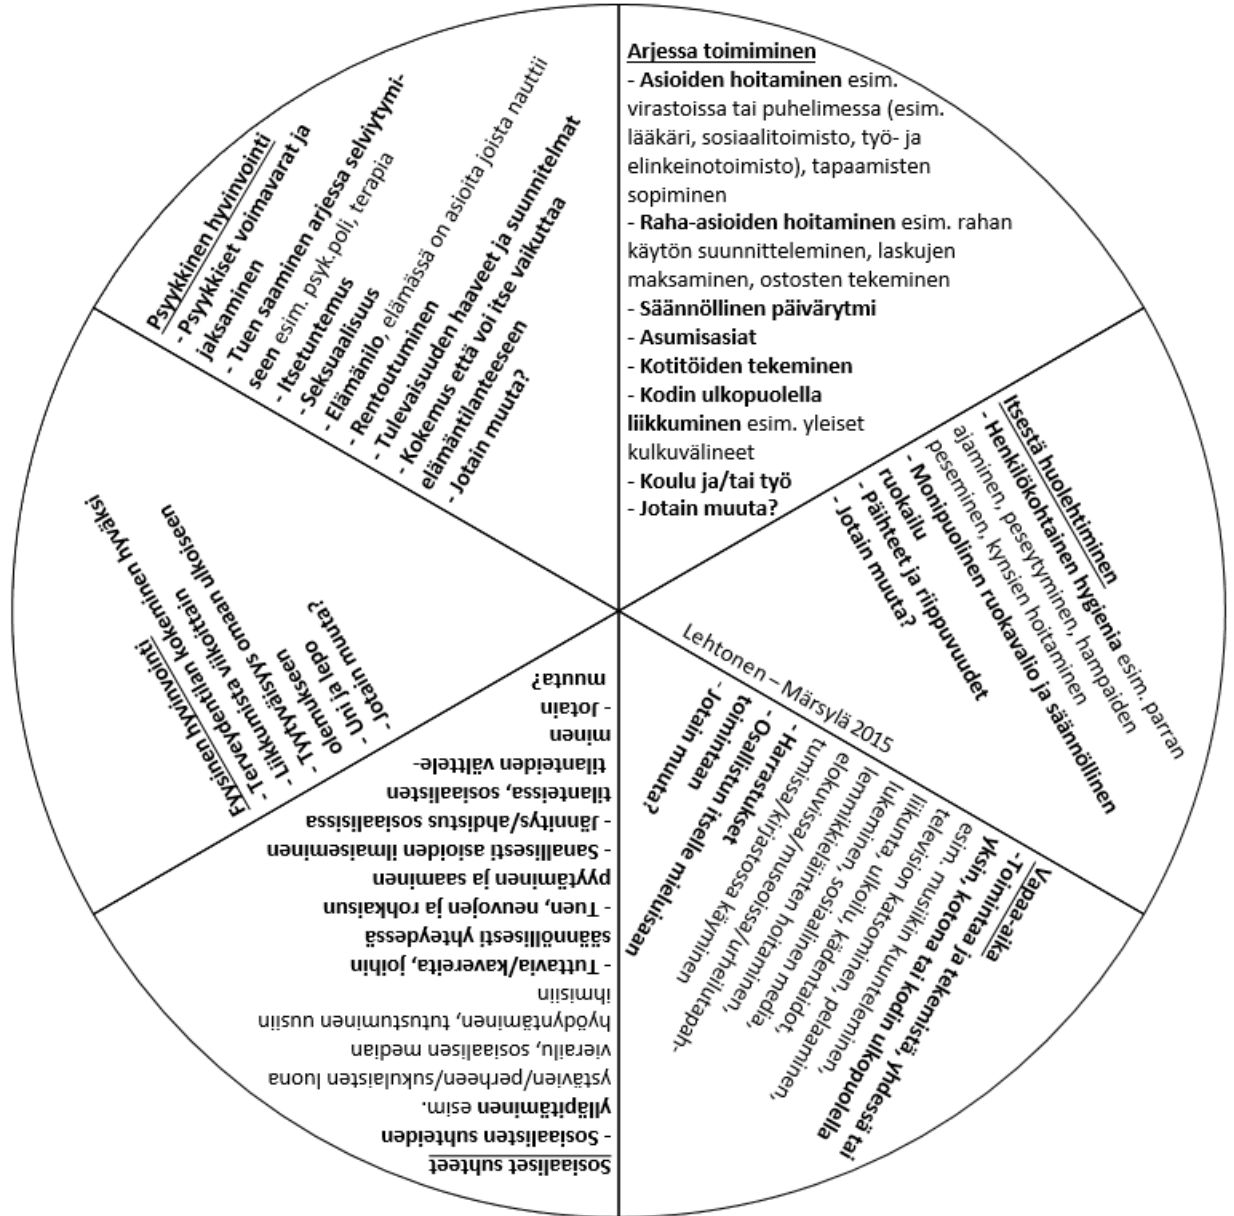 Arjessa toimiminen
- Asioiden hoitaminen esim.
virastoissa tai puhelimessa (esim.
lääkäri, sosiaalitoimisto, työ- ja
elinkeinotoimisto), tapaamisten
sopiminen
- Raha-asioiden hoitaminen esim. rahan
käytön suunnitteleminen, laskujen
maksaminen, ostosten tekeminen
- Säännöllinen päivärytmi
- Asumisasiat
- Kotitöiden tekeminen
- Kodin ulkopuolella
liikkuminen esim. yleiset
kulkuvälineet
- Koulu ja/tai työ
- Jotain muuta?
Itsestä huolehtiminen
- Henkilökohtainen hygienia esim. parran
ajaminen, peseytyminen, hampaiden
peseminen, kynsien hoitaminen
- Monipuolinen ruokavalio ja säännöllinen
ruokailu
- Päihteet ja riippuvuudet
- Jotain muuta?
Lehtonen – Märsylä 2015
Vapaa-aika
-Toimintaa ja tekemistä, yhdessä tai
yksin, kotona tai kodin ulkopuolella
esim. musiikin kuunteleminen,
television katsominen, pelaaminen,
liikunta, ulkoilu, kädentaidot,
lukeminen, sosiaalinen media,
lemmikkieläinten hoitaminen,
elokuvissa/museoissa/urheilutapah-
tumissa/kirjastossa käyminen
- Harrastukset
- Osallistun itselle mieluisaan
toimintaan
- Jotain muuta?
Sosiaaliset suhteet
- Sosiaalisten suhteiden
ylläpitäminen esim.
ystävien/perheen/sukulaisten luona
vierailu, sosiaalisen median
hyödyntäminen, tutustuminen uusiin
ihmisiin
- Tuttavia/kavereita, joihin
säännöllisesti yhteydessä
- Tuen, neuvojen ja rohkaisun
pyytäminen ja saaminen
- Sanallisesti asioiden ilmaiseminen
- Jännitys/ahdistus sosiaalisissa
tilanteissa, sosiaalisten
tilanteiden välttele-
minen
- Jotain
muuta?
Fyysinen hyvinvointi
- Terveydentilan kokeminen hyväksi
- Liikkumista viikoittain
- Tyytyväisyys omaan ulkoiseen
olemukseen
- Uni ja lepo
- Jotain muuta?
Psyykkinen hyvinvointi
- Psyykkiset voimavarat ja
jaksaminen
- Tuen saaminen arjessa selviytymi-
seen esim. psyk.poli, terapia
- Itsetuntemus
- Seksuaalisuus
- Elämänilo, elämässä on asioita joista nauttii
- Rentoutuminen
- Tulevaisuuden haaveet ja suunnitelmat
- Kokemus että voi itse vaikuttaa
elämäntilanteeseen
- Jotain muuta?